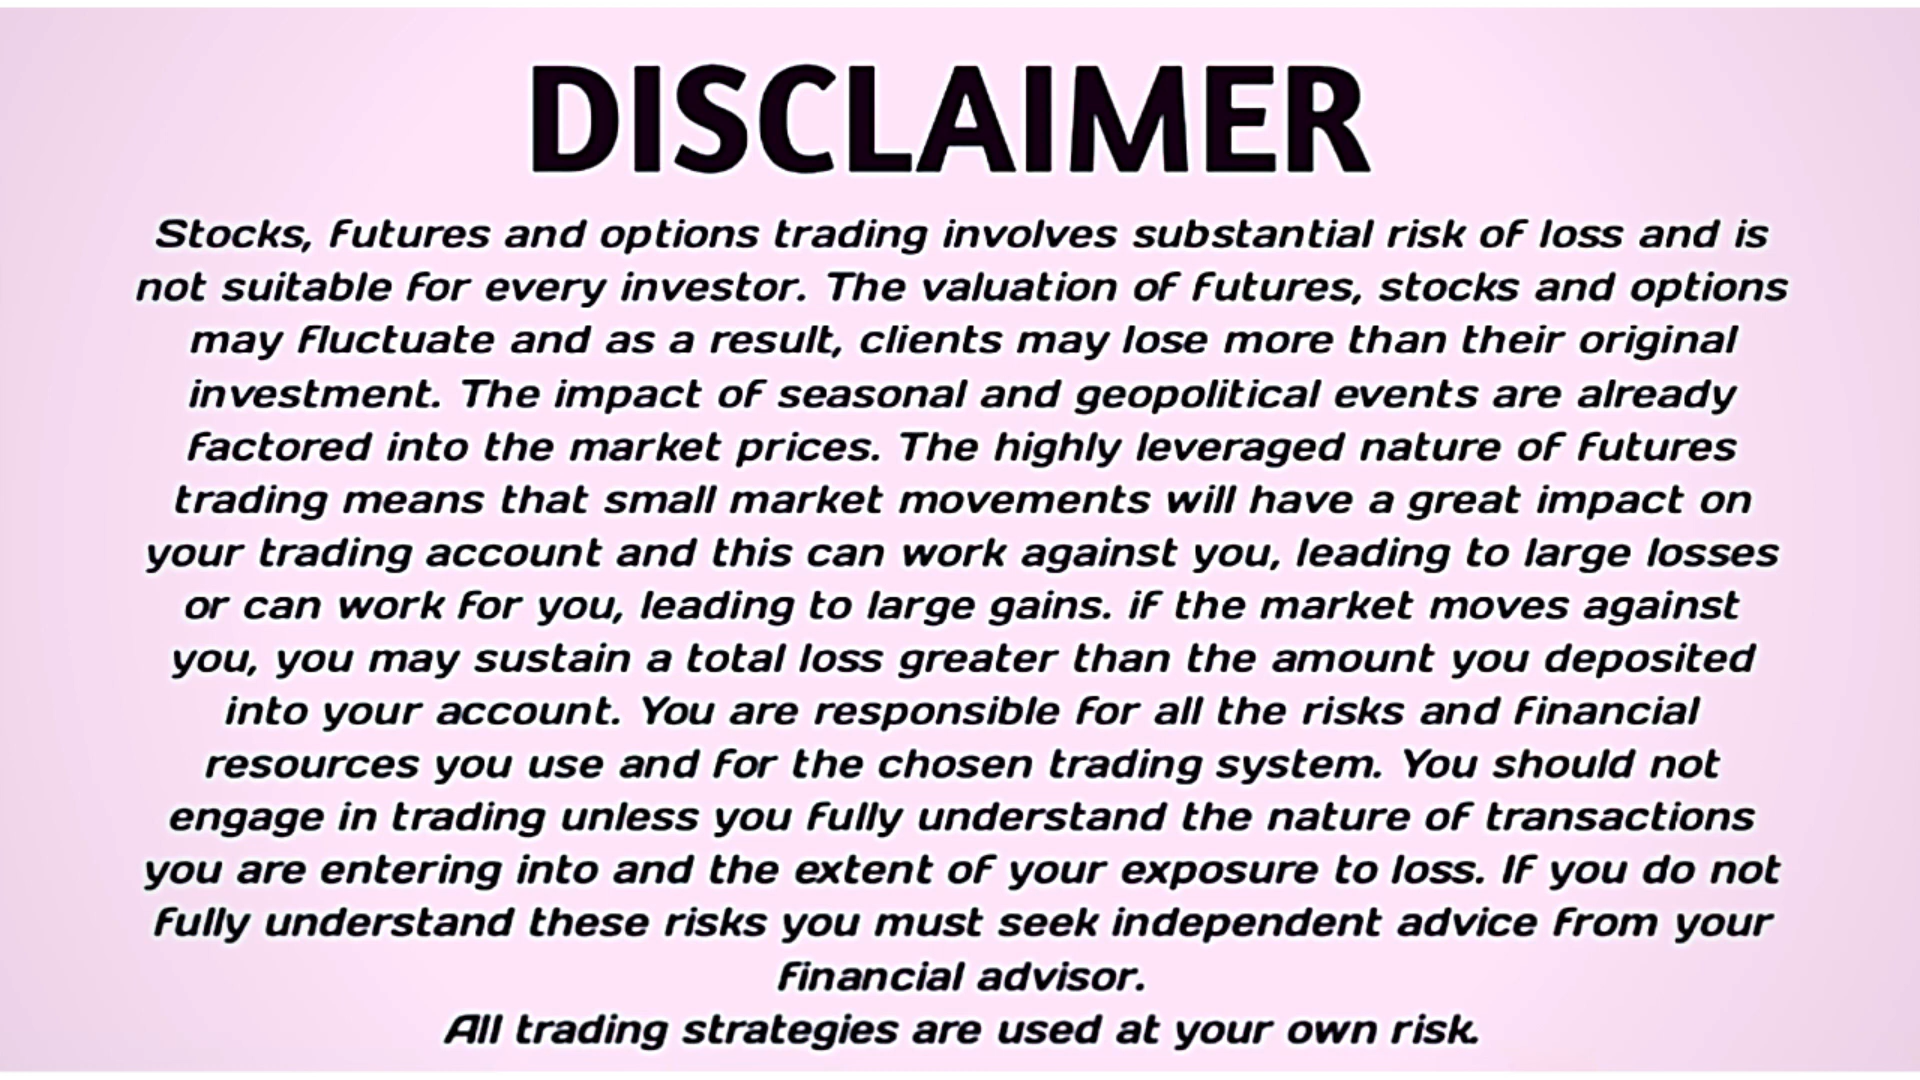 DISCLAIMER
Stocks, futures and options trading involves substantial risk of loss and is
not suitable for every investor. The valuation of futures, stocks and options
may fluctuate and as a result, clients may lose more than their original
investment. The impact of seasonal and geopolitical events are already
factored into the market prices. The highly leveraged nature of futures
trading means that small market movements will have a great impact on
your trading account and this can work against you, leading to large losses
or can work for you, leading to large gains. if the market moves against
you, you may sustain a total loss greater than the amount you deposited
into your account. You are responsible for all the risks and financial
resources you use and for the chosen trading system. You should not
engage in trading unless you fully understand the nature of transactions
you are entering into and the extent of your exposure to loss. If you do not
fully understand these risks you must seek independent advice from your
financial advisor.
All trading strategies are used at your own risk.